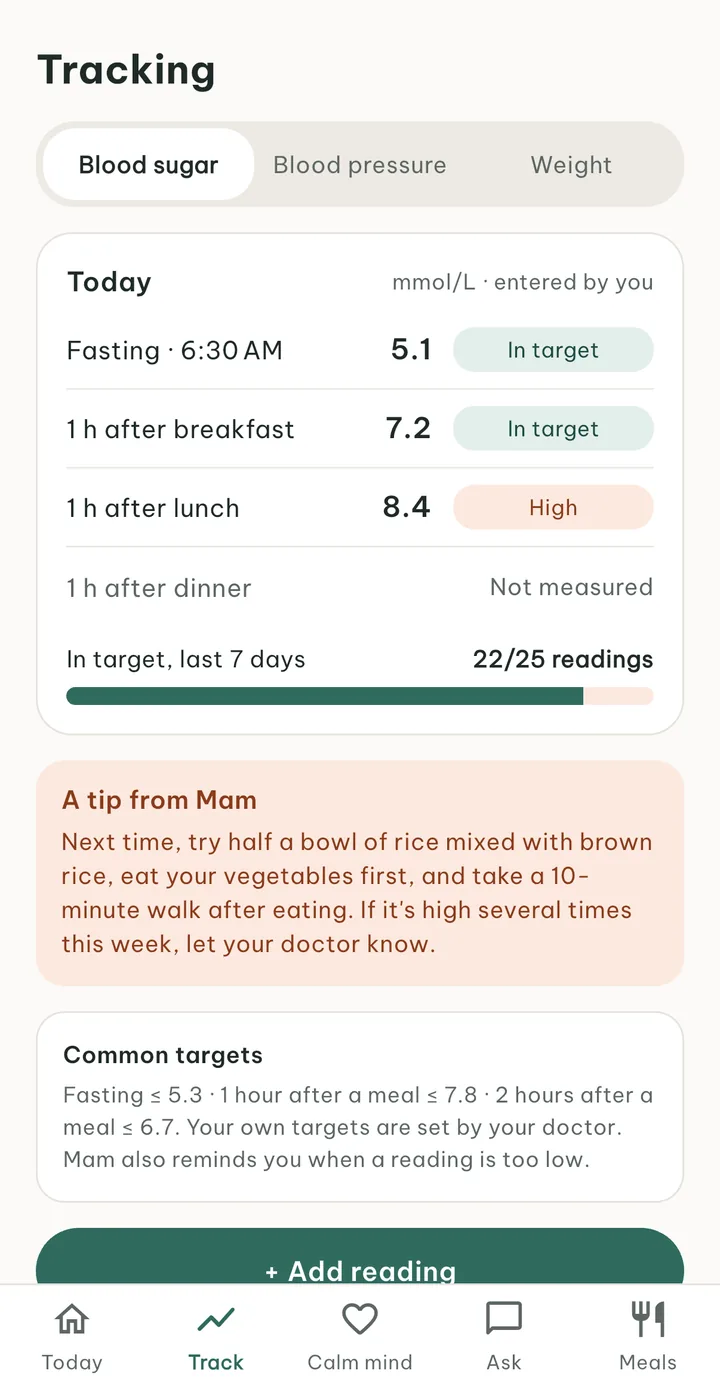 Tracking
Blood sugar Blood pressure Weight
Today mmol/L · entered by you
Fasting · 6:30 AM 5.1 In target
1 h after breakfast 7.2 In target
1 h after lunch 8.4 High
1 h after dinner Not measured
In target, last 7 days 22/25 readings
A tip from Mam
Next time, try half a bowl of rice mixed with brown
rice, eat your vegetables first, and take a 10-
minute walk after eating. If it's high several times
this week, let your doctor know.
Common targets
Fasting ≤ 5.3 · 1 hour after a meal ≤ 7.8 · 2 hours after a
meal ≤ 6.7. Your own targets are set by your doctor.
Mam also reminds you when a reading is too low.
+ Add reading
Today Track Calm mind Ask Meals